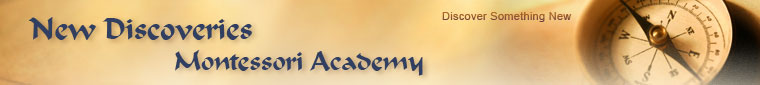 New Discoveries
Montessori Academy
Discover Something New